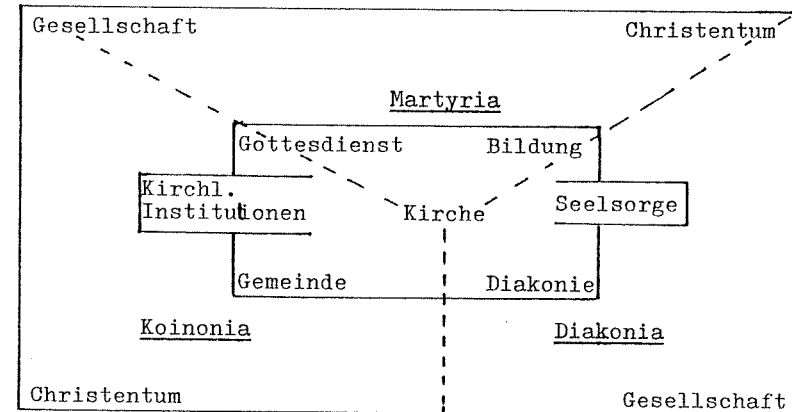 Gesellschaft
Christentum
Martyria
Gottesdienst
Bildung
Kirchl.
Institutionen
Kirche
Seelsorge
Gemeinde
Diakonie
Koinonia
Diakonia
Christentum
Gesellschaft